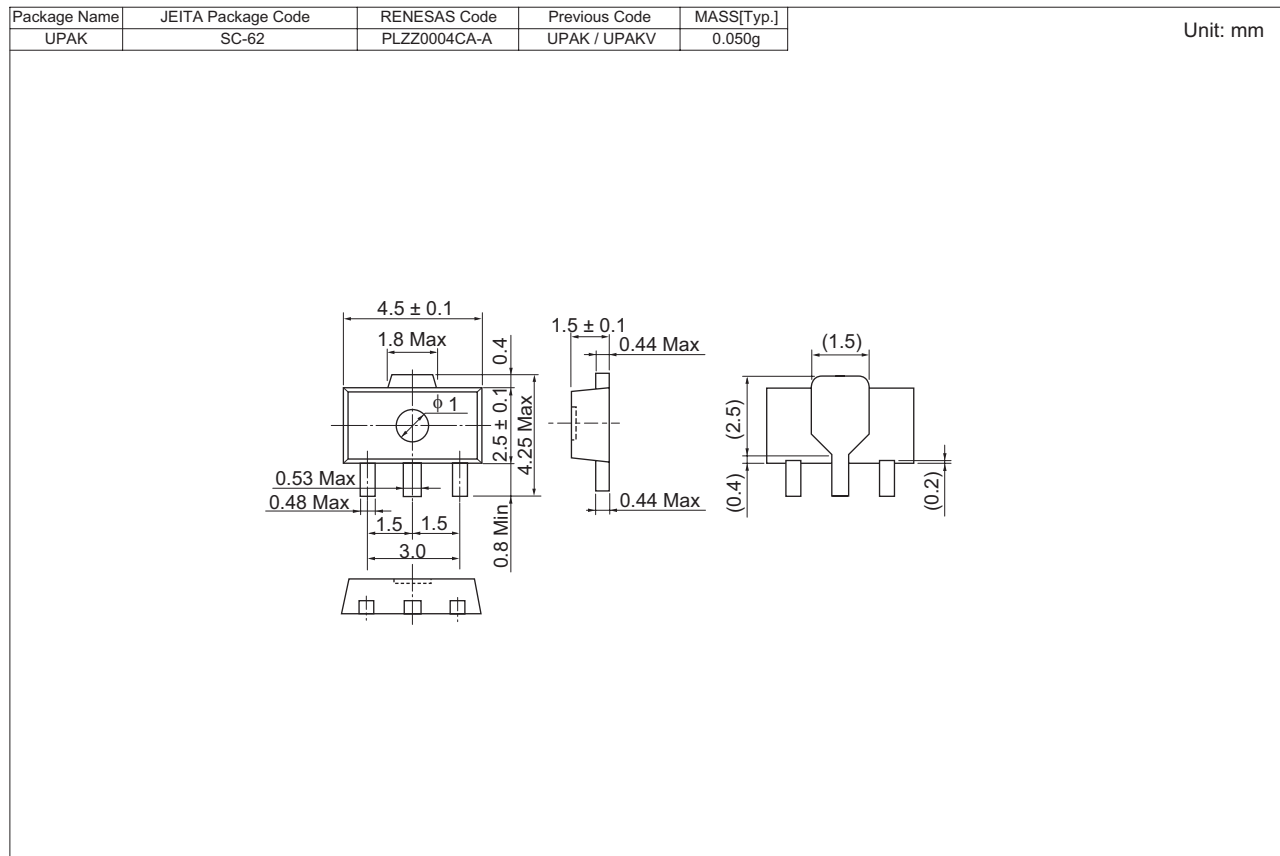 Package Name JEITA Package Code RENESAS Code Previous Code MASS[Typ.]
UPAK SC-62 PLZZ0004CA-A UPAK / UPAKV 0.050g
Unit: mm
4.5 ± 0.1
1.8 Max
0.4
ϕ 1
2.5 ± 0.1
4.25 Max
0.53 Max
0.48 Max
1.5
1.5
3.0
0.8 Min
1.5 ± 0.1
0.44 Max
0.44 Max
(1.5)
(2.5)
(0.4)
(0.2)